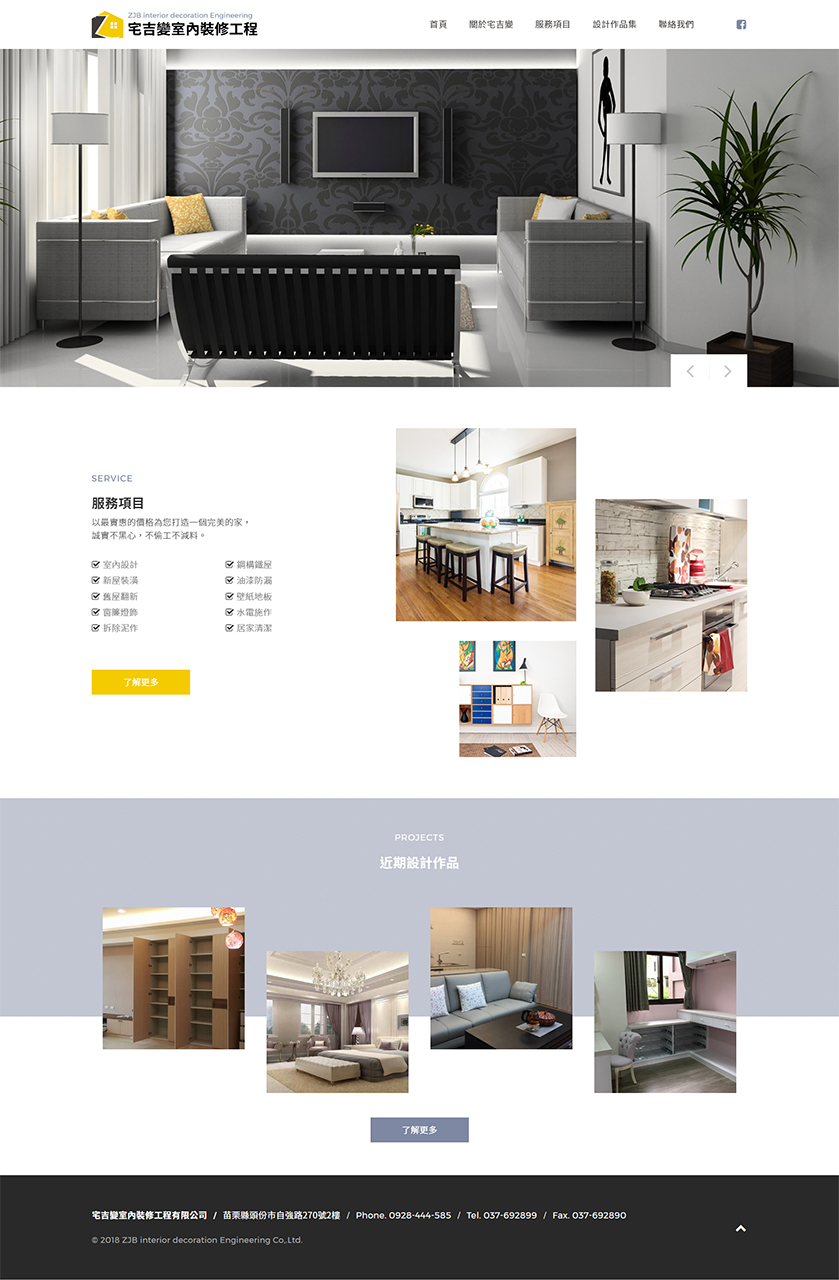 ZJB interior decoration Engineering
宅吉變室內裝修工程
首頁 關於宅吉變 服務項目 設計作品集 聯絡我們
SERVICE
服務項目
以最實惠的價格為您打造一個完美的家，
誠實不黑心，不偷工不減料。
室內設計 鋼構鐵屋
新屋裝潢 油漆防漏
舊屋翻新 壁紙地板
窗簾燈飾 水電施作
拆除泥作 居家清潔
了解更多
PROJECTS
近期設計作品
了解更多
宅吉變室內裝修工程有限公司 / 苗栗縣頭份市自強路270號2樓 / Phone. 0928-444-585 / Tel. 037-692899 / Fax. 037-692890
© 2018 ZJB interior decoration Engineering Co,.Ltd.